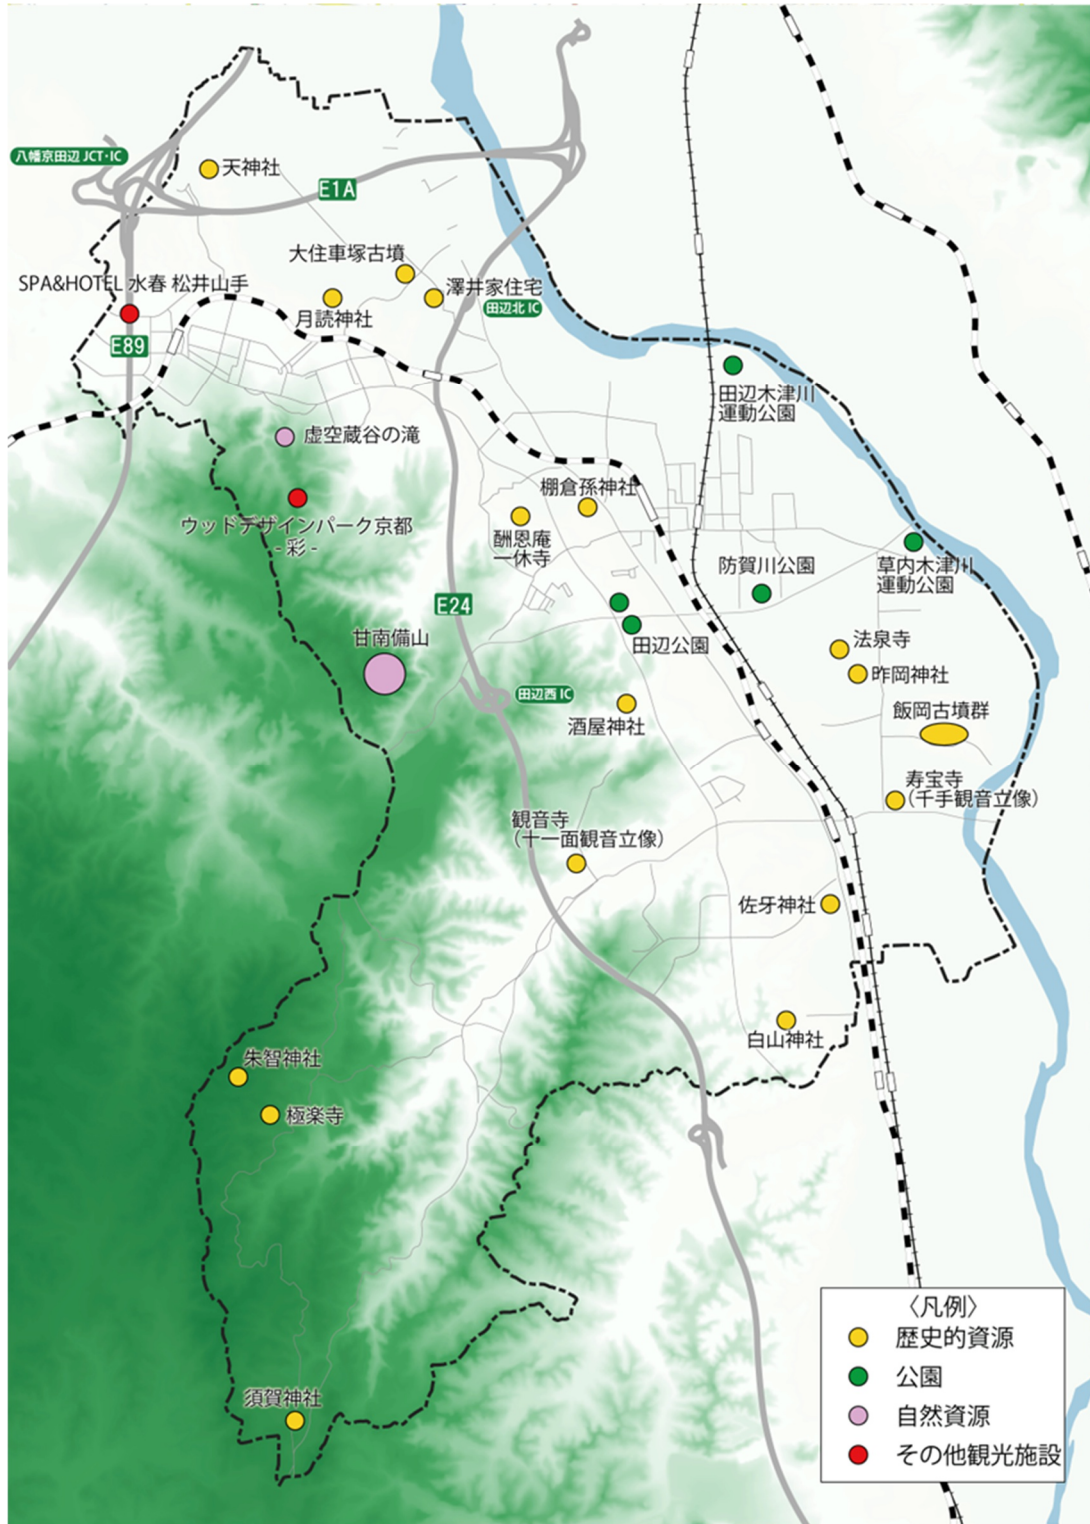 八幡京田辺 JCT・IC
天神社
E1A
大住車塚古墳
SPA&HOTEL 水春 松井山手
澤井家住宅
田辺北 IC
月読神社
E89
田辺木津川
運動公園
虚空蔵谷の滝
棚倉孫神社
ウッドデザインパーク京都
- 彩 -
酬恩庵
一休寺
防賀川公園
草内木津川
運動公園
E24
甘南備山
田辺公園
法泉寺
咋岡神社
田辺西 IC
飯岡古墳群
酒屋神社
寿宝寺
（千手観音立像）
観音寺
（十一面観音立像）
佐牙神社
白山神社
朱智神社
極楽寺
須賀神社
〈凡例〉
歴史的資源
公園
自然資源
その他観光施設